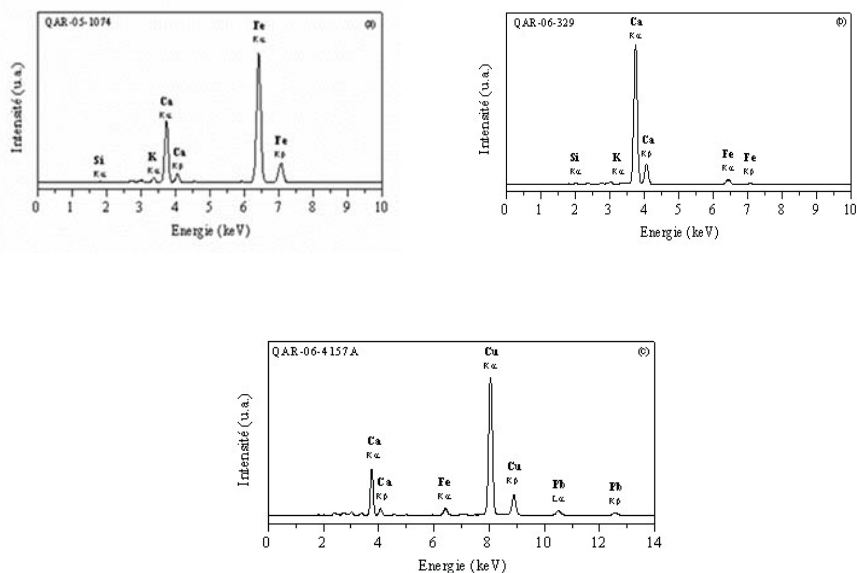 QAR-05-1074 (a)
Intensité (u.a.)
Fe
Kα
Ca
Kα
Fe
Kβ
Si
Kα
K
Kα
Ca
Kβ
0 1 2 3 4 5 6 7 8 9 10
Energie (keV)
QAR-06-329 (b)
Intensité (u.a.)
Ca
Kα
Ca
Kβ
Si
Kα
K
Kα
Fe
Kα
Fe
Kβ
0 1 2 3 4 5 6 7 8 9 10
Energie (keV)
QAR-06-4157A (c)
Intensité (u.a.)
Cu
Kα
Ca
Kα
Ca
Kβ
Fe
Kα
Cu
Kβ
Pb
Lα
Pb
Kβ
0 2 4 6 8 10 12 14
Energie (keV)